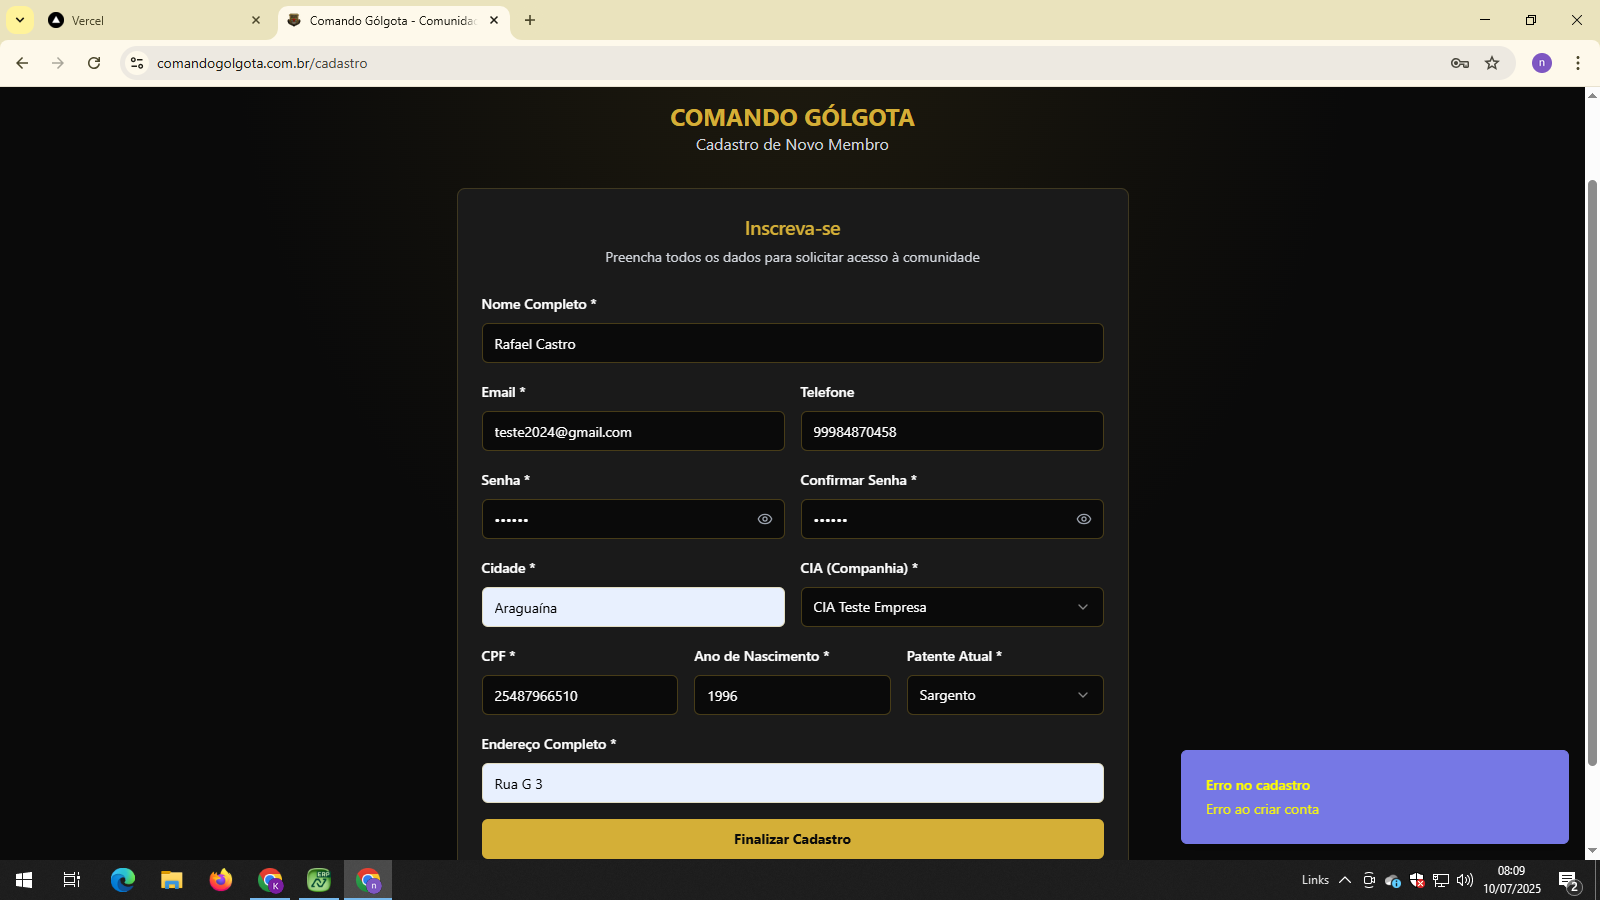 Vercel
Comando Gólgota - Comunida
comandogolgota.com.br/cadastro
n
COMANDO GÓLGOTA
Cadastro de Novo Membro
Inscreva-se
Preencha todos os dados para solicitar acesso à comunidade
Nome Completo *
Rafael Castro
Email * Telefone
teste2024@gmail.com 99984870458
Senha * Confirmar Senha *
•••••• ••••••
Cidade * CIA (Companhia) *
Araguaína CIA Teste Empresa
CPF * Ano de Nascimento * Patente Atual *
25487966510 1996 Sargento
Endereço Completo *
Rua G 3
Erro no cadastro
Erro ao criar conta
Finalizar Cadastro
K ERP n Links 08:09
10/07/2025 2